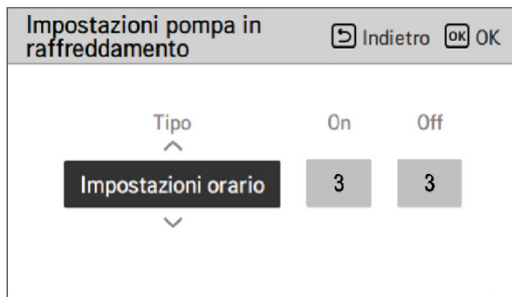 Impostazioni pompa in
raffreddamento
Indietro OK OK
Tipo On Off
Impostazioni orario 3 3